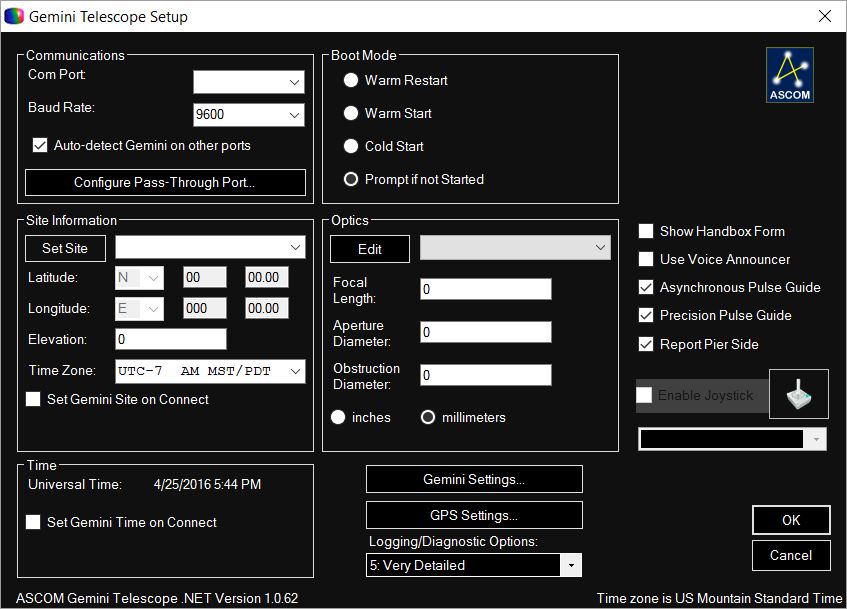 Gemini Telescope Setup
Communications
Com Port:
Baud Rate:
9600
Auto-detect Gemini on other ports
Configure Pass-Through Port...
Boot Mode
Warm Restart
Warm Start
Cold Start
Prompt if not Started
ASCOM
Site Information
Set Site
Latitude:
N
00
00.00
Longitude:
E
000
00.00
Elevation:
0
Time Zone:
UTC-7 AM MST/PDT
Set Gemini Site on Connect
Optics
Edit
Focal
Length:
0
Aperture
Diameter:
0
Obstruction
Diameter:
0
inches
millimeters
Show Handbox Form
Use Voice Announcer
Asynchronous Pulse Guide
Precision Pulse Guide
Report Pier Side
Enable Joystick
Time
Universal Time:
4/25/2016 5:44 PM
Set Gemini Time on Connect
Gemini Settings...
GPS Settings...
Logging/Diagnostic Options:
5: Very Detailed
OK
Cancel
ASCOM Gemini Telescope .NET Version 1.0.62
Time zone is US Mountain Standard Time